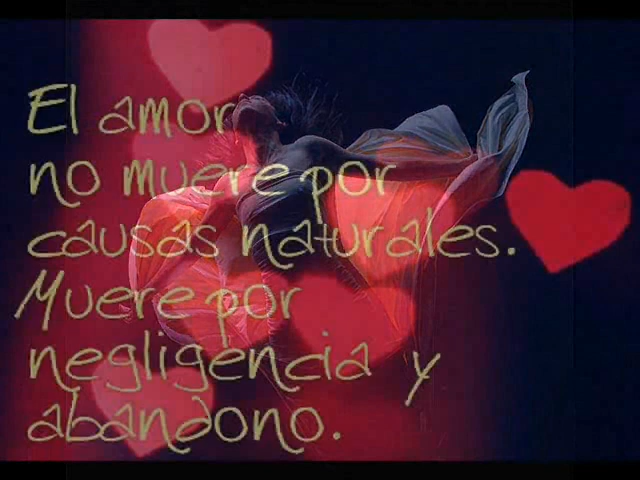 El amor
no muere por
causas naturales.
Muere por
negligencia y
abandono.